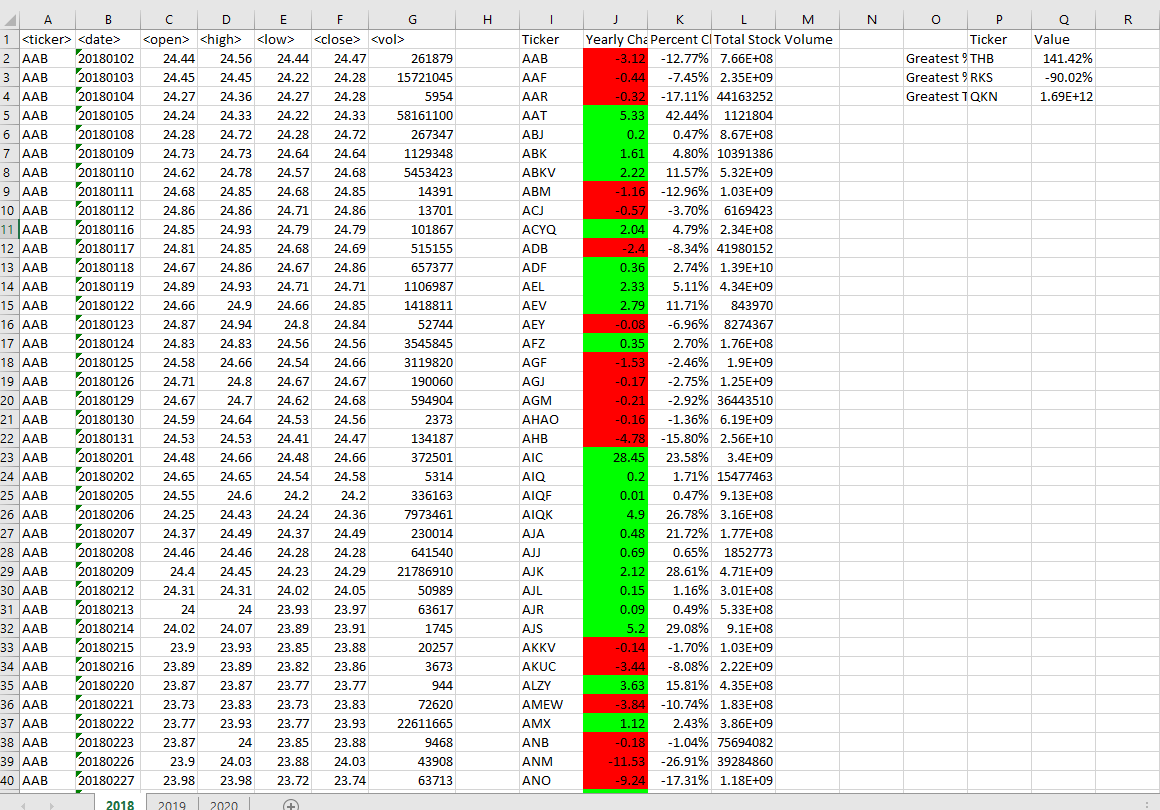 A B C D E F G H I J K L M N O P Q R
1 <ticker> <date> <open> <high> <low> <close> <vol> Ticker Yearly Cha Percent Cl Total Stock Volume Ticker Value
2 AAB 20180102 24.44 24.56 24.44 24.47 261879 AAB -3.12 -12.77% 7.66E+08 Greatest % THB 141.42%
3 AAB 20180103 24.45 24.45 24.22 24.28 15721045 AAF -0.44 -7.45% 2.35E+09 Greatest % RKS -90.02%
4 AAB 20180104 24.27 24.36 24.27 24.28 5954 AAR -0.32 -17.11% 44163252 Greatest T QKN 1.69E+12
5 AAB 20180105 24.24 24.33 24.22 24.33 58161100 AAT 5.33 42.44% 1121804
6 AAB 20180108 24.28 24.72 24.28 24.72 267347 ABJ 0.2 0.47% 8.67E+08
7 AAB 20180109 24.73 24.73 24.64 24.64 1129348 ABK 1.61 4.80% 10391386
8 AAB 20180110 24.62 24.78 24.57 24.68 5453423 ABKV 2.22 11.57% 5.32E+09
9 AAB 20180111 24.68 24.85 24.68 24.85 14391 ABM -1.16 -12.96% 1.03E+09
10 AAB 20180112 24.86 24.86 24.71 24.86 13701 ACJ -0.57 -3.70% 6169423
11 AAB 20180116 24.85 24.93 24.79 24.79 101867 ACYQ 2.04 4.79% 2.34E+08
12 AAB 20180117 24.81 24.85 24.68 24.69 515155 ADB -2.4 -8.34% 41980152
13 AAB 20180118 24.67 24.86 24.67 24.86 657377 ADF 0.36 2.74% 1.39E+10
14 AAB 20180119 24.89 24.93 24.71 24.71 1106987 AEL 2.33 5.11% 4.34E+09
15 AAB 20180122 24.66 24.9 24.66 24.85 1418811 AEV 2.79 11.71% 843970
16 AAB 20180123 24.87 24.94 24.8 24.84 52744 AEY -0.08 -6.96% 8274367
17 AAB 20180124 24.83 24.83 24.56 24.56 3545845 AFZ 0.35 2.70% 1.76E+08
18 AAB 20180125 24.58 24.66 24.54 24.66 3119820 AGF -1.53 -2.46% 1.9E+09
19 AAB 20180126 24.71 24.8 24.67 24.67 190060 AGJ -0.17 -2.75% 1.25E+09
20 AAB 20180129 24.67 24.7 24.62 24.68 594904 AGM -0.21 -2.92% 36443510
21 AAB 20180130 24.59 24.64 24.53 24.56 2373 AHAO -0.16 -1.36% 6.19E+09
22 AAB 20180131 24.53 24.53 24.41 24.47 134187 AHB -4.78 -15.80% 2.56E+10
23 AAB 20180201 24.48 24.66 24.48 24.66 372501 AIC 28.45 23.58% 3.4E+09
24 AAB 20180202 24.65 24.65 24.54 24.58 5314 AIQ 0.2 1.71% 15477463
25 AAB 20180205 24.55 24.6 24.2 24.2 336163 AIQF 0.01 0.47% 9.13E+08
26 AAB 20180206 24.25 24.43 24.24 24.36 7973461 AIQK 4.9 26.78% 3.16E+08
27 AAB 20180207 24.37 24.49 24.37 24.49 230014 AJA 0.48 21.72% 1.77E+08
28 AAB 20180208 24.46 24.46 24.28 24.28 641540 AJJ 0.69 0.65% 1852773
29 AAB 20180209 24.4 24.45 24.23 24.29 21786910 AJK 2.12 28.61% 4.71E+09
30 AAB 20180212 24.31 24.31 24.02 24.05 50989 AJL 0.15 1.16% 3.01E+08
31 AAB 20180213 24 24 23.93 23.97 63617 AJR 0.09 0.49% 5.33E+08
32 AAB 20180214 24.02 24.07 23.89 23.91 1745 AJS 5.2 29.08% 9.1E+08
33 AAB 20180215 23.9 23.93 23.85 23.88 20257 AKKV -0.14 -1.70% 1.03E+09
34 AAB 20180216 23.89 23.89 23.82 23.86 3673 AKUC -3.44 -8.08% 2.22E+09
35 AAB 20180220 23.87 23.87 23.77 23.77 944 ALZY 3.63 15.81% 4.35E+08
36 AAB 20180221 23.73 23.83 23.73 23.83 72620 AMEW -3.84 -10.74% 1.83E+08
37 AAB 20180222 23.77 23.93 23.77 23.93 22611665 AMX 1.12 2.43% 3.86E+09
38 AAB 20180223 23.87 24 23.85 23.88 9468 ANB -0.18 -1.04% 75694082
39 AAB 20180226 23.9 24.03 23.88 24.03 43908 ANM -11.53 -26.91% 39284860
40 AAB 20180227 23.98 23.98 23.72 23.74 63713 ANO -9.24 -17.31% 1.18E+09
2018 2019 2020